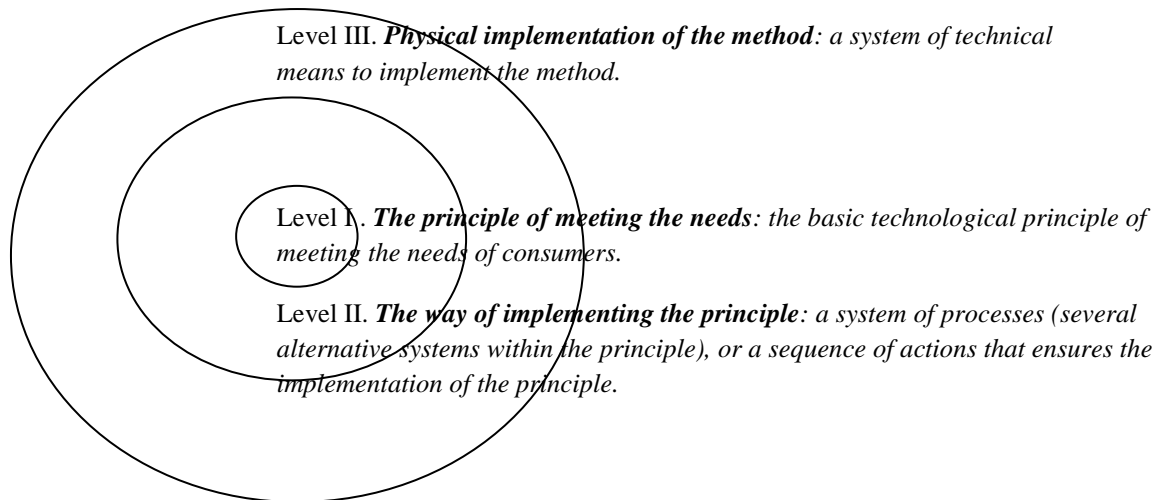 Level III. Physical implementation of the method: a system of technical
means to implement the method.
Level I . The principle of meeting the needs: the basic technological principle of
meeting the needs of consumers.
Level II. The way of implementing the principle: a system of processes (several
alternative systems within the principle), or a sequence of actions that ensures the
implementation of the principle.